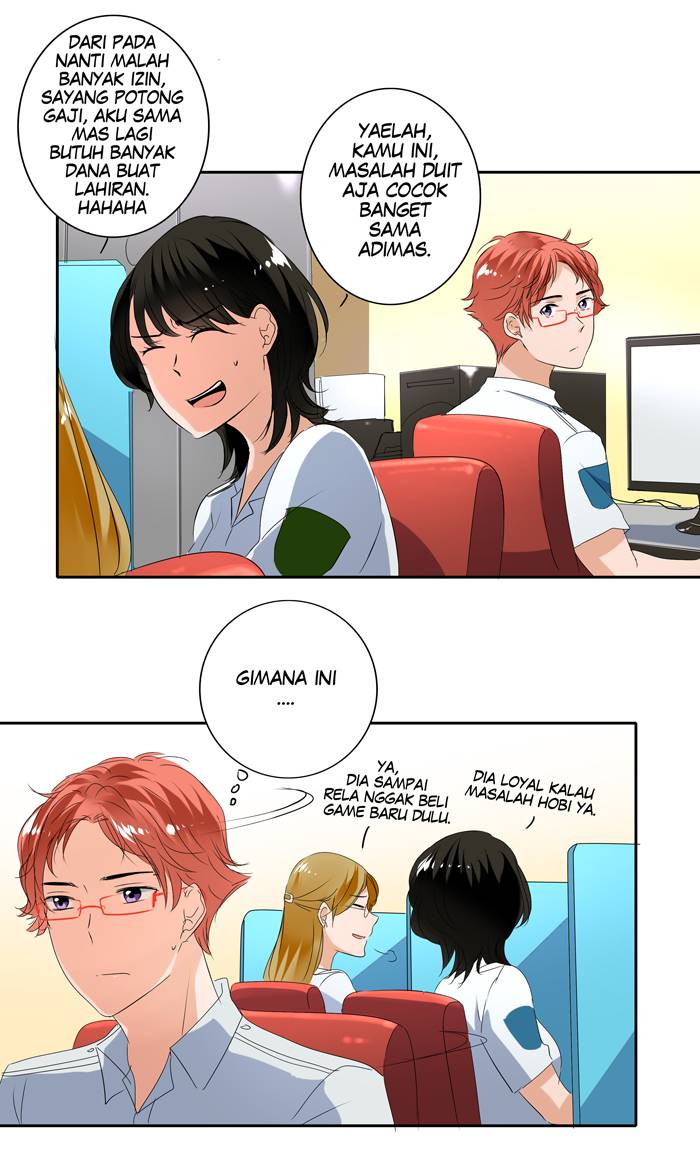 DARI PADA
NANTI MALAH
BANYAK IZIN,
SAYANG POTONG
GAJI, AKU SAMA
MAS LAGI
BUTUH BANYAK
DANA BUAT
LAHIRAN.
HAHAHA
YAELAH,
KAMU INI,
MASALAH DUIT
AJA COCOK
BANGET
SAMA
ADIMAS.
GIMANA INI
....
YA,
DIA SAMPAI
RELA NGGAK BELI
GAME BARU DULU.
DIA LOYAL KALAU
MASALAH HOBI YA.